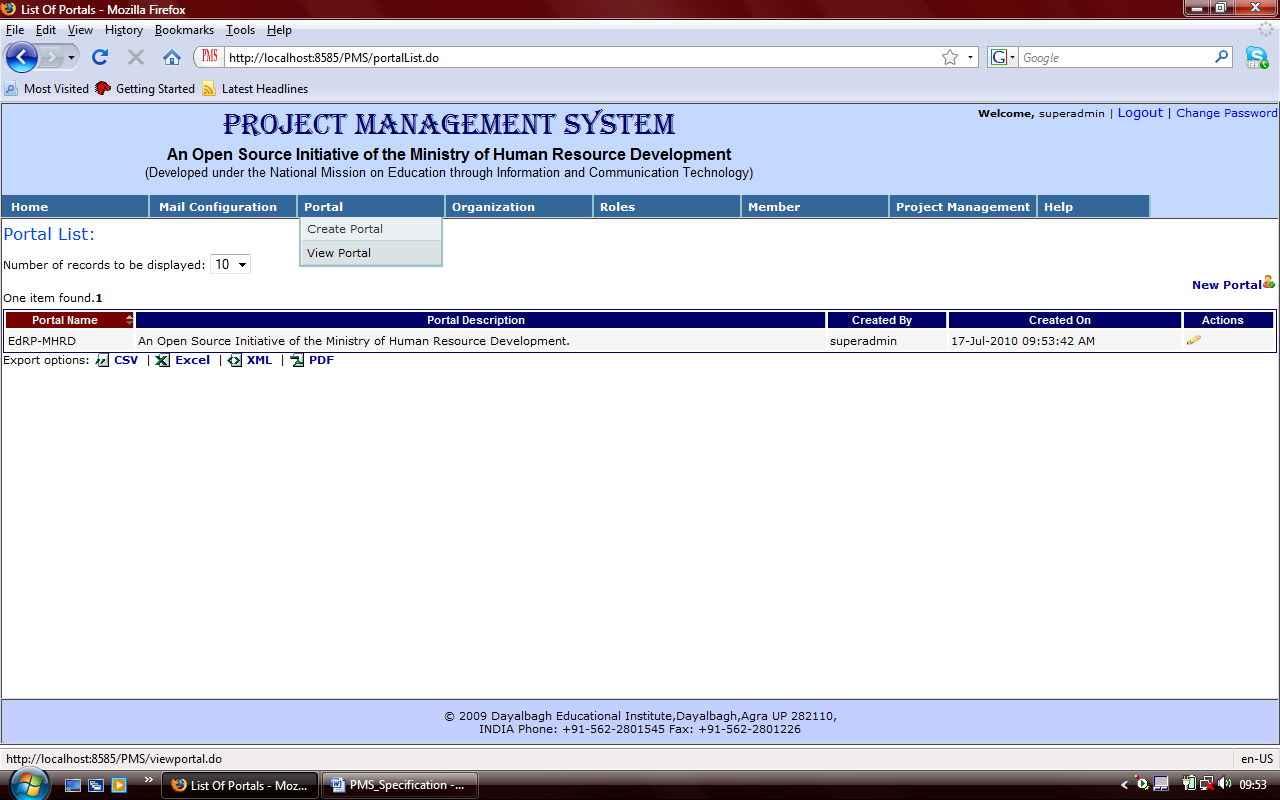 List Of Portals - Mozilla Firefox
File Edit View History Bookmarks Tools Help
PMS http://localhost:8585/PMS/portalList.do G Google
Most Visited Getting Started Latest Headlines
PROJECT MANAGEMENT SYSTEM
Welcome, superadmin | Logout | Change Password
An Open Source Initiative of the Ministry of Human Resource Development
(Developed under the National Mission on Education through Information and Communication Technology)
Home Mail Configuration Portal Organization Roles Member Project Management Help
Create Portal
View Portal
Portal List:
Number of records to be displayed: 10
New Portal
One item found.1
Portal Name Portal Description Created By Created On Actions
EdRP-MHRD An Open Source Initiative of the Ministry of Human Resource Development. superadmin 17-Jul-2010 09:53:42 AM
Export options: CSV | Excel | XML | PDF
© 2009 Dayalbagh Educational Institute,Dayalbagh,Agra UP 282110,
INDIA Phone: +91-562-2801545 Fax: +91-562-2801226
http://localhost:8585/PMS/viewportal.do en-US
List Of Portals - Moz... PMS_Specification -... 09:53